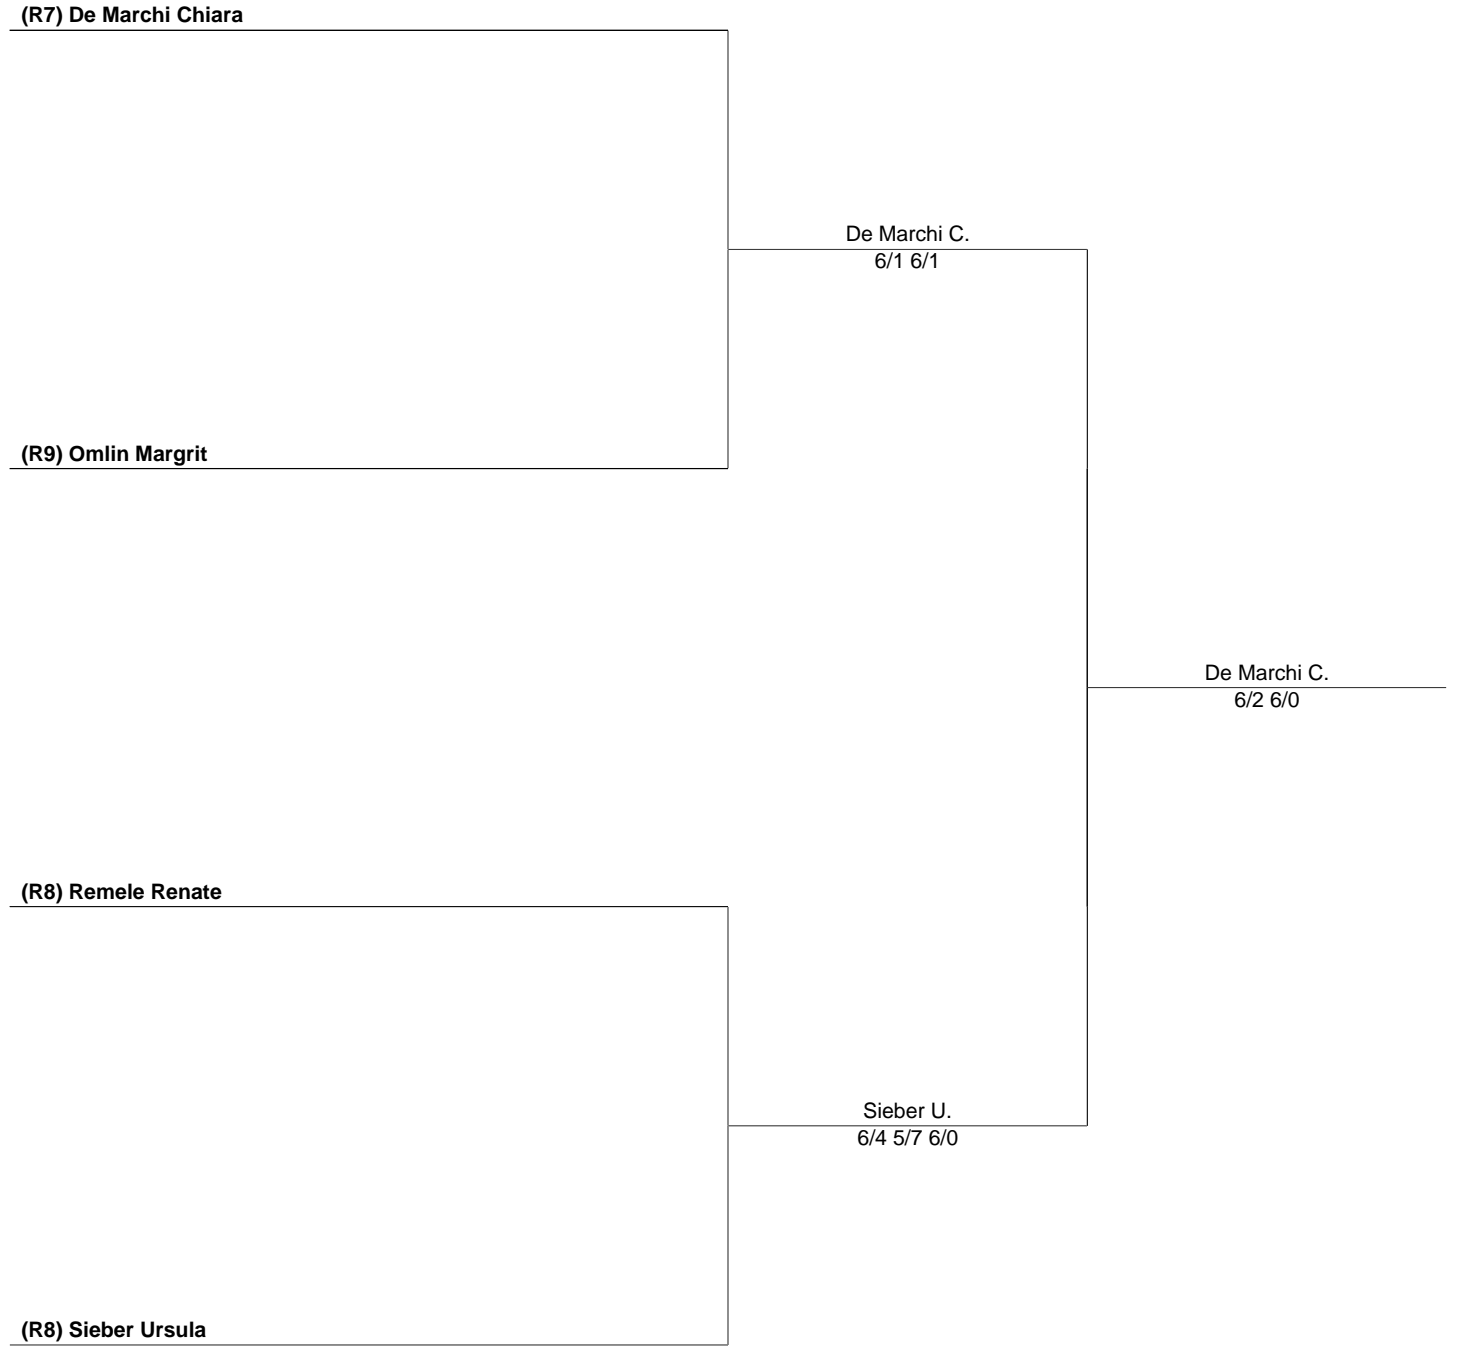 (R7) De Marchi Chiara
De Marchi C.
6/1 6/1
(R9) Omlin Margrit
De Marchi C.
6/2 6/0
(R8) Remele Renate
Sieber U.
6/4 5/7 6/0
(R8) Sieber Ursula